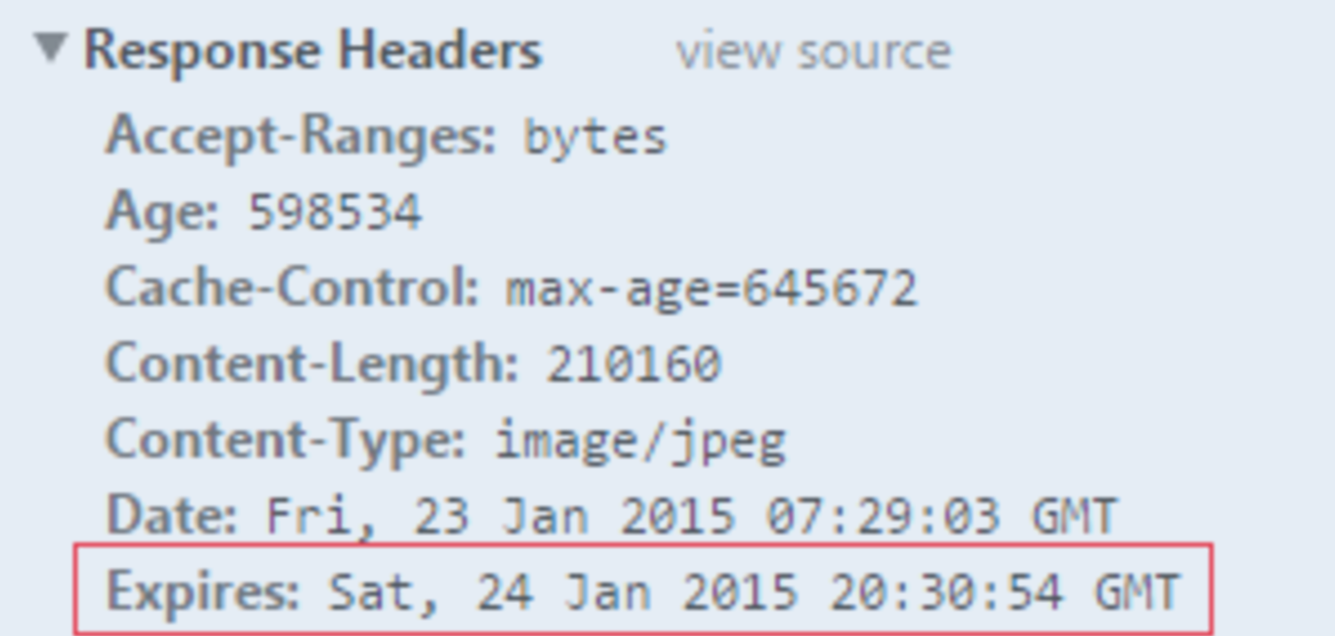 Response Headers view source
Accept-Ranges: bytes
Age: 598534
Cache-Control: max-age=645672
Content-Length: 210160
Content-Type: image/jpeg
Date: Fri, 23 Jan 2015 07:29:03 GMT
Expires: Sat, 24 Jan 2015 20:30:54 GMT